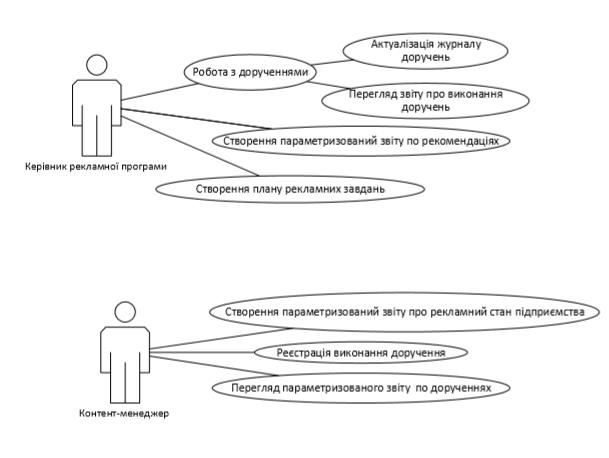 Актуалізація журналу
доручень
Робота з дорученнями
Перегляд звіту про виконання
доручень
Створення параметризований звіту по рекомендаціях
Керівник рекламної програми
Створення плану рекламних завдань
Створення параметризований звіту про рекламний стан підприємства
Реєстрація виконання доручення
Перегляд параметризованого звіту по дорученнях
Контент-менеджер